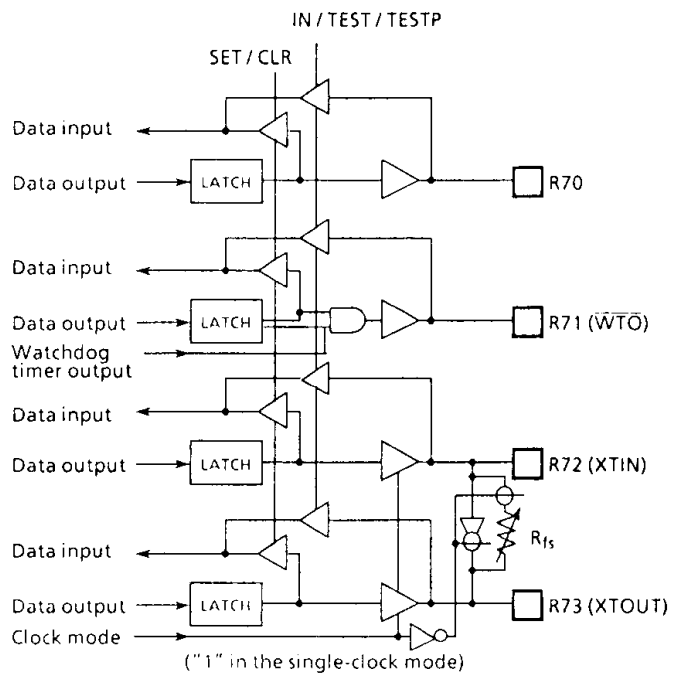 IN / TEST / TESTP
SET / CLR
Data input
Data output
LATCH
R70
Data input
Data output
LATCH
R71 (WTO)
Watchdog
timer output
Data input
Data output
LATCH
R72 (XTIN)
Rfs
Data input
Data output
LATCH
R73 (XTOUT)
Clock mode
("1" in the single-clock mode)